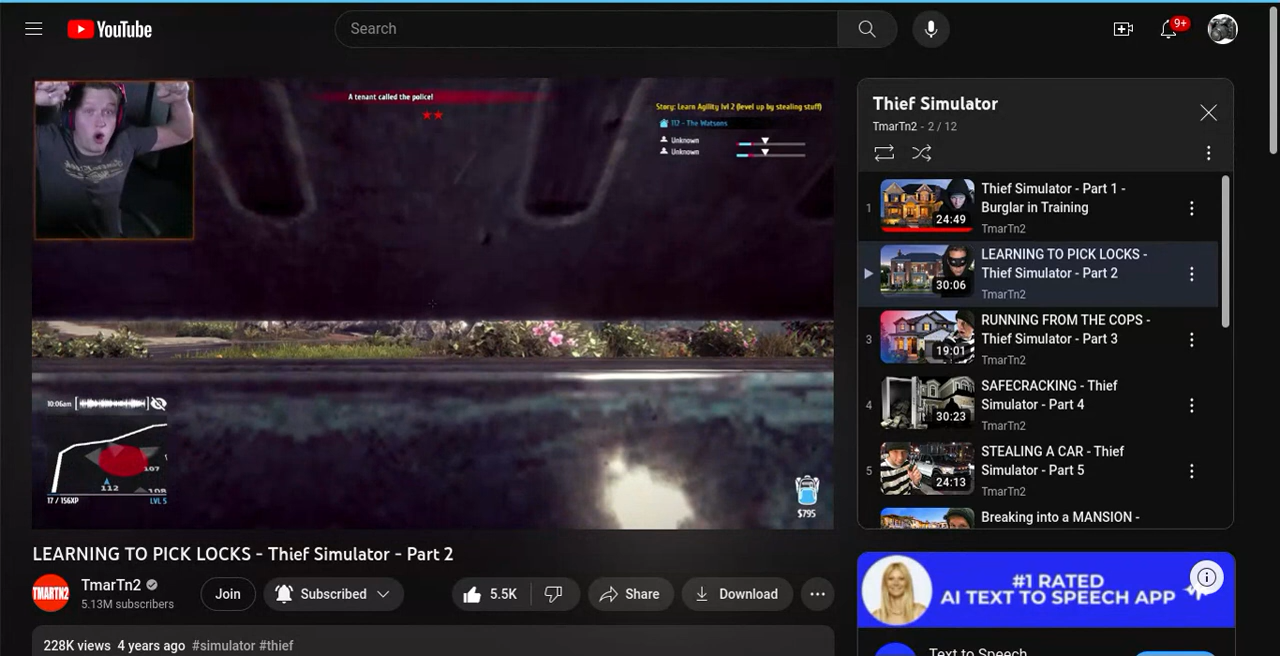 YouTube
Search
9+
A tenant called the police!
Story: Learn Agility lvl 2 (level up by stealing stuff)
112 - The Watsons
Unknown
Unknown
10:06am
107
112
108
17 / 156XP
LVL 5
$795
LEARNING TO PICK LOCKS - Thief Simulator - Part 2
TMARTN2
TmarTn2
5.13M subscribers
Join
Subscribed
5.5K
Share
Download
228K views 4 years ago #simulator #thief
Thief Simulator
TmarTn2 - 2 / 12
1
24:49
Thief Simulator - Part 1 -
Burglar in Training
TmarTn2
30:06
LEARNING TO PICK LOCKS -
Thief Simulator - Part 2
TmarTn2
3
19:01
RUNNING FROM THE COPS -
Thief Simulator - Part 3
TmarTn2
4
30:23
SAFECRACKING - Thief
Simulator - Part 4
TmarTn2
5
24:13
STEALING A CAR - Thief
Simulator - Part 5
TmarTn2
Breaking into a MANSION -
#1 RATED
AI TEXT TO SPEECH APP
Text to Speech